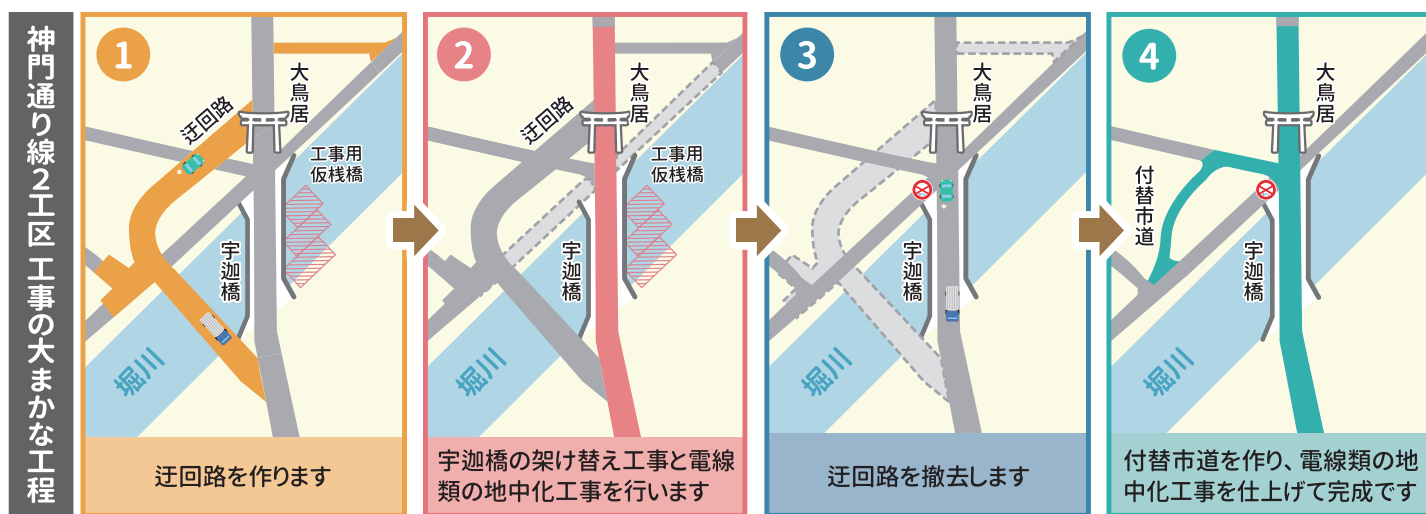 神門通り線2工区 工事の大まかな工程
1
大鳥居
迂回路
工事用
仮桟橋
宇迦橋
堀川
迂回路を作ります
2
大鳥居
迂回路
工事用
仮桟橋
宇迦橋
堀川
宇迦橋の架け替え工事と電線
類の地中化工事を行います
3
大鳥居
宇迦橋
堀川
迂回路を撤去します
4
大鳥居
付替市道
宇迦橋
堀川
付替市道を作り、電線類の地
中化工事を仕上げて完成です